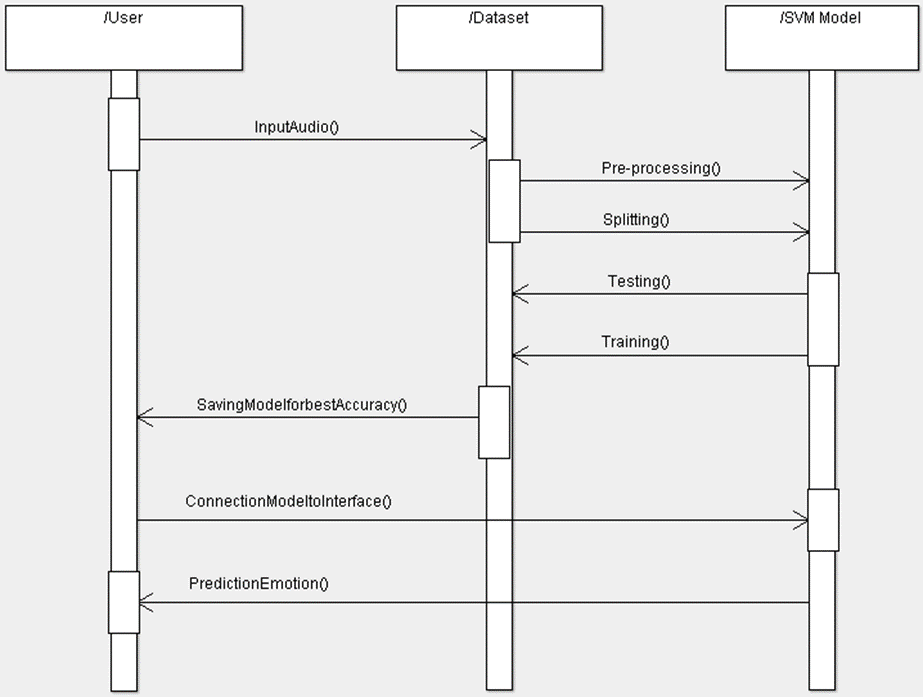 /User
/Dataset
/SVM Model
InputAudio()
Pre-processing()
Splitting()
Testing()
Training()
SavingModelforbestAccuracy()
ConnectionModeltoInterface()
PredictionEmotion()